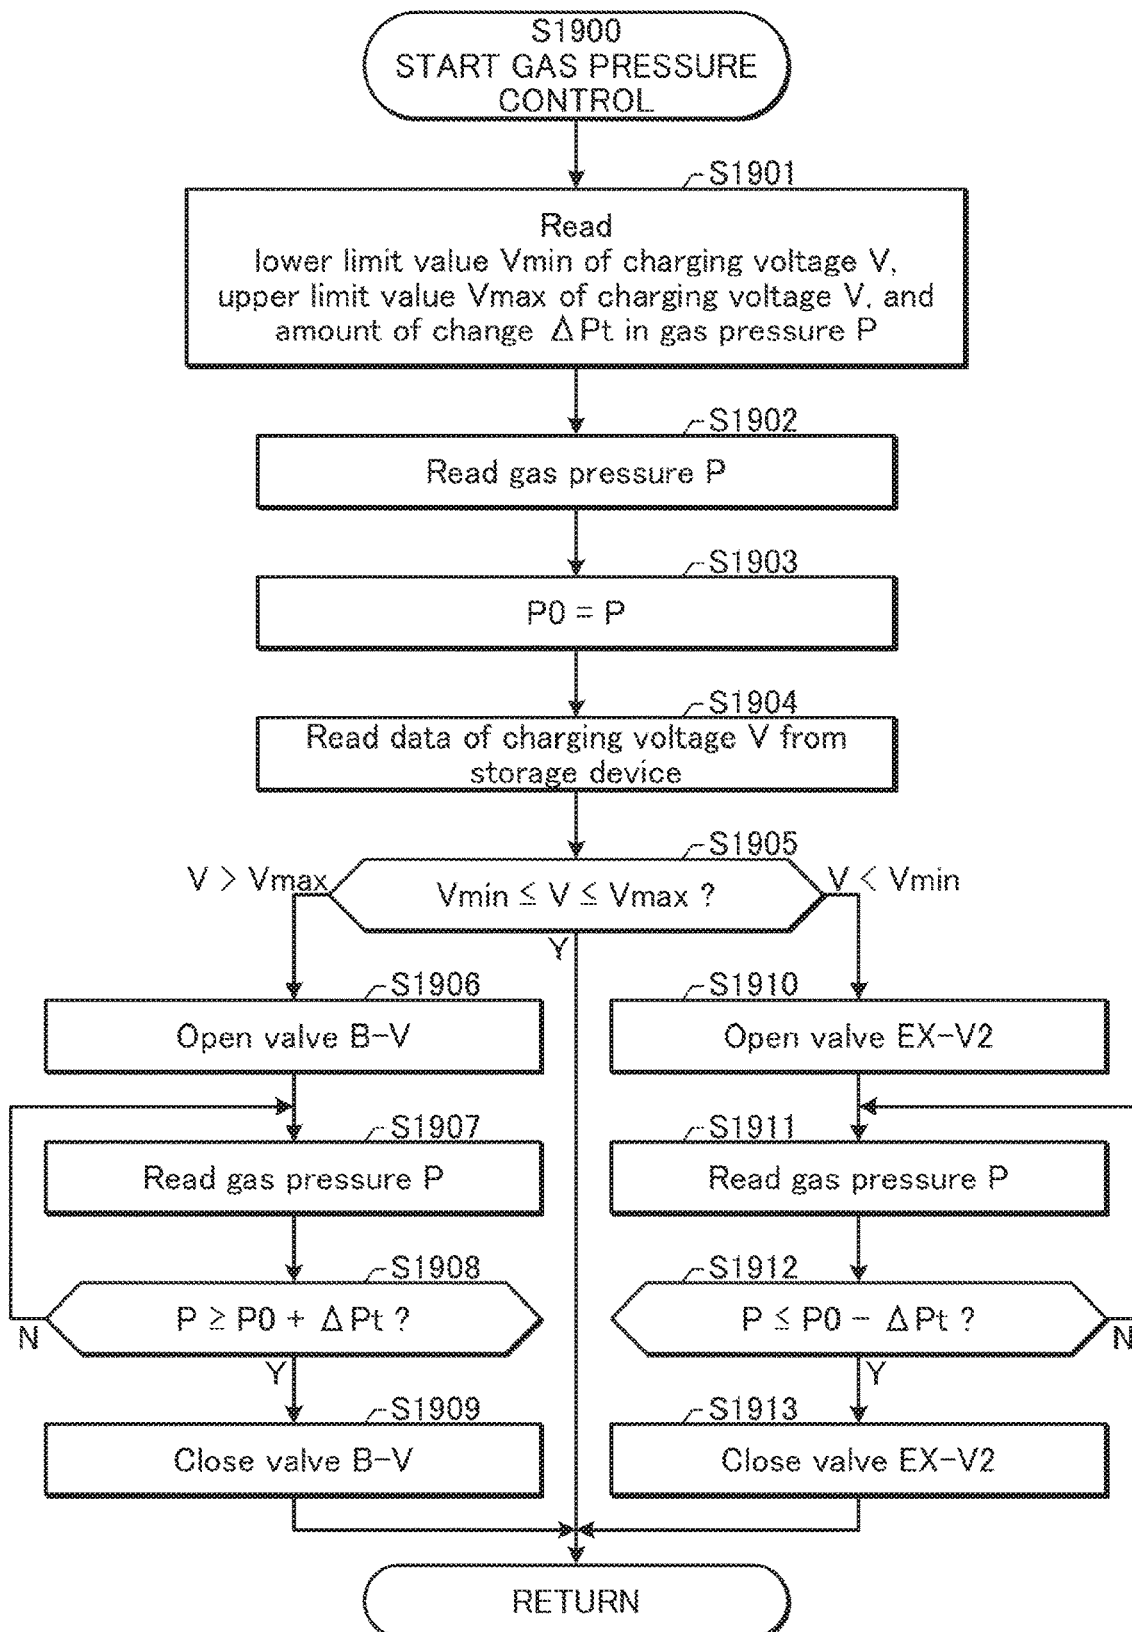 S1900
START GAS PRESSURE
CONTROL
S1901
Read
lower limit value Vmin of charging voltage V,
upper limit value Vmax of charging voltage V, and
amount of change ΔPt in gas pressure P
S1902
Read gas pressure P
S1903
P0 = P
S1904
Read data of charging voltage V from
storage device
S1905
V > Vmax
Vmin ≤ V ≤ Vmax ?
V < Vmin
Y
S1906
Open valve B-V
S1910
Open valve EX-V2
S1907
Read gas pressure P
S1911
Read gas pressure P
S1908
P ≥ P0 + ΔPt ?
N
Y
S1912
P ≤ P0 - ΔPt ?
N
Y
S1909
Close valve B-V
S1913
Close valve EX-V2
RETURN